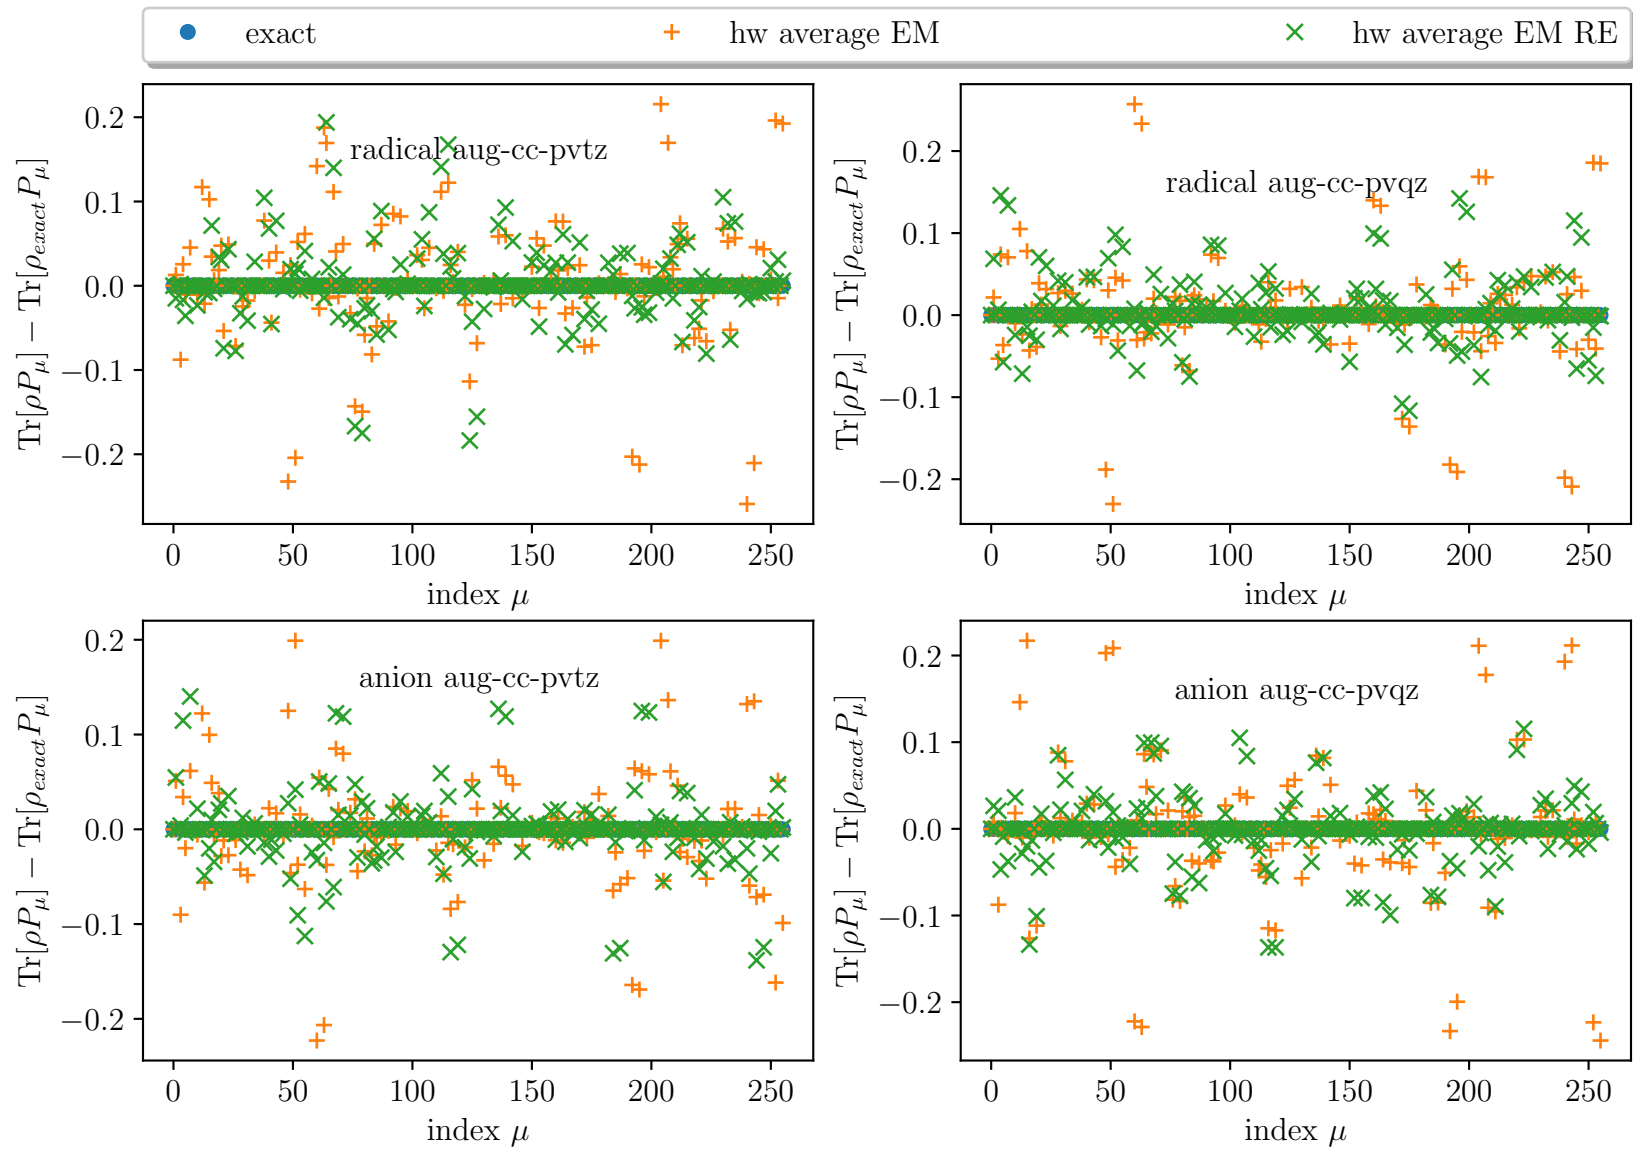 exact hw average EM hw average EM RE
radical aug-cc-pvtz
0.2
0.1
0.0
−0.1
−0.2
Tr[ρP_μ] − Tr[ρ_exact P_μ]
0 50 100 150 200 250
index μ
radical aug-cc-pvqz
0.2
0.1
0.0
−0.1
−0.2
Tr[ρP_μ] − Tr[ρ_exact P_μ]
0 50 100 150 200 250
index μ
anion aug-cc-pvtz
0.2
0.1
0.0
−0.1
−0.2
Tr[ρP_μ] − Tr[ρ_exact P_μ]
0 50 100 150 200 250
index μ
anion aug-cc-pvqz
0.2
0.1
0.0
−0.1
−0.2
Tr[ρP_μ] − Tr[ρ_exact P_μ]
0 50 100 150 200 250
index μ